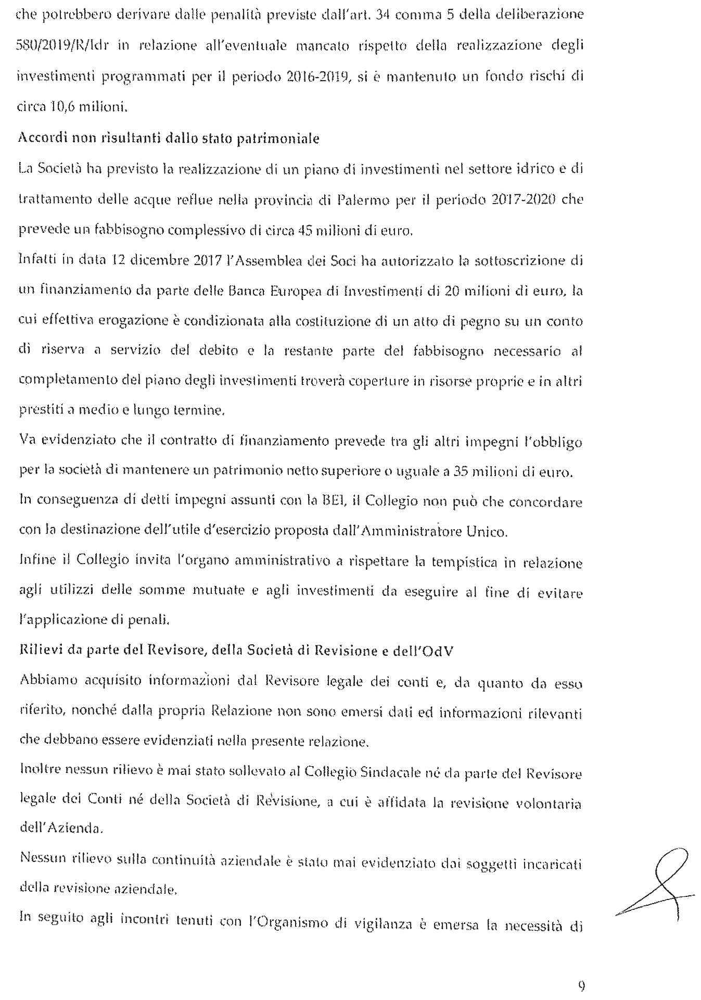 che potrebbero derivare dalle penalità previste dall'art. 34 comma 5 della deliberazione
580/2019/R/Idr in relazione all'eventuale mancato rispetto della realizzazione degli
investimenti programmati per il periodo 2016-2019, si è mantenuto un fondo rischi di
circa 10,6 milioni.
Accordi non risultanti dallo stato patrimoniale
La Società ha previsto la realizzazione di un piano di investimenti nel settore idrico e di
trattamento delle acque reflue nella provincia di Palermo per il periodo 2017-2020 che
prevede un fabbisogno complessivo di circa 45 milioni di euro.
Infatti in data 12 dicembre 2017 l'Assemblea dei Soci ha autorizzato la sottoscrizione di
un finanziamento da parte delle Banca Europea di Investimenti di 20 milioni di euro, la
cui effettiva erogazione è condizionata alla costituzione di un atto di pegno su un conto
di riserva a servizio del debito e la restante parte del fabbisogno necessario al
completamento del piano degli investimenti troverà coperture in risorse proprie e in altri
prestiti a medio e lungo termine.
Va evidenziato che il contratto di finanziamento prevede tra gli altri impegni l'obbligo
per la società di mantenere un patrimonio netto superiore o uguale a 35 milioni di euro.
In conseguenza di detti impegni assunti con la BEI, il Collegio non può che concordare
con la destinazione dell'utile d'esercizio proposta dall'Amministratore Unico.
Infine il Collegio invita l'organo amministrativo a rispettare la tempistica in relazione
agli utilizzi delle somme mutuate e agli investimenti da eseguire al fine di evitare
l'applicazione di penali.
Rilievi da parte del Revisore, della Società di Revisione e dell'OdV
Abbiamo acquisito informazioni dal Revisore legale dei conti e, da quanto da esso
riferito, nonché dalla propria Relazione non sono emersi dati ed informazioni rilevanti
che debbano essere evidenziati nella presente relazione.
Inoltre nessun rilievo è mai stato sollevato al Collegio Sindacale né da parte del Revisore
legale dei Conti né della Società di Revisione, a cui è affidata la revisione volontaria
dell'Azienda.
Nessun rilievo sulla continuità aziendale è stato mai evidenziato dai soggetti incaricati
della revisione aziendale.
In seguito agli incontri tenuti con l'Organismo di vigilanza è emersa la necessità di
9